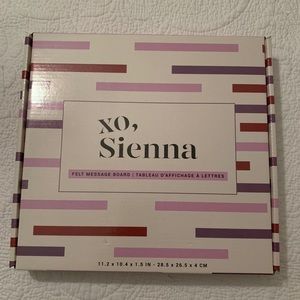 xo,
Sienna
FELT MESSAGE BOARD | TABLEAU D'AFFICHAGE À LETTRES
11.2 x 10.4 x 1.5 IN - 28.5 x 26.5 x 4 CM